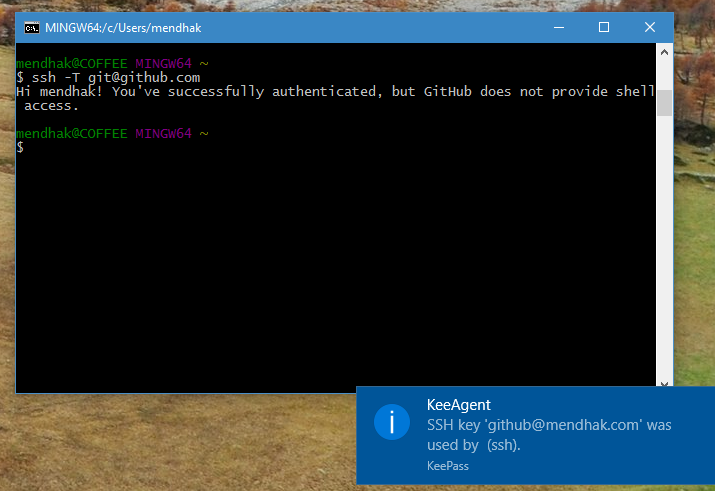 MINGW64:/c/Users/mendhak
mendhak@COFFEE MINGW64 ~
$ ssh -T git@github.com
Hi mendhak! You've successfully authenticated, but GitHub does not provide shell
 access.
mendhak@COFFEE MINGW64 ~
$
KeeAgent
SSH key 'github@mendhak.com' was
used by  (ssh).
KeePass